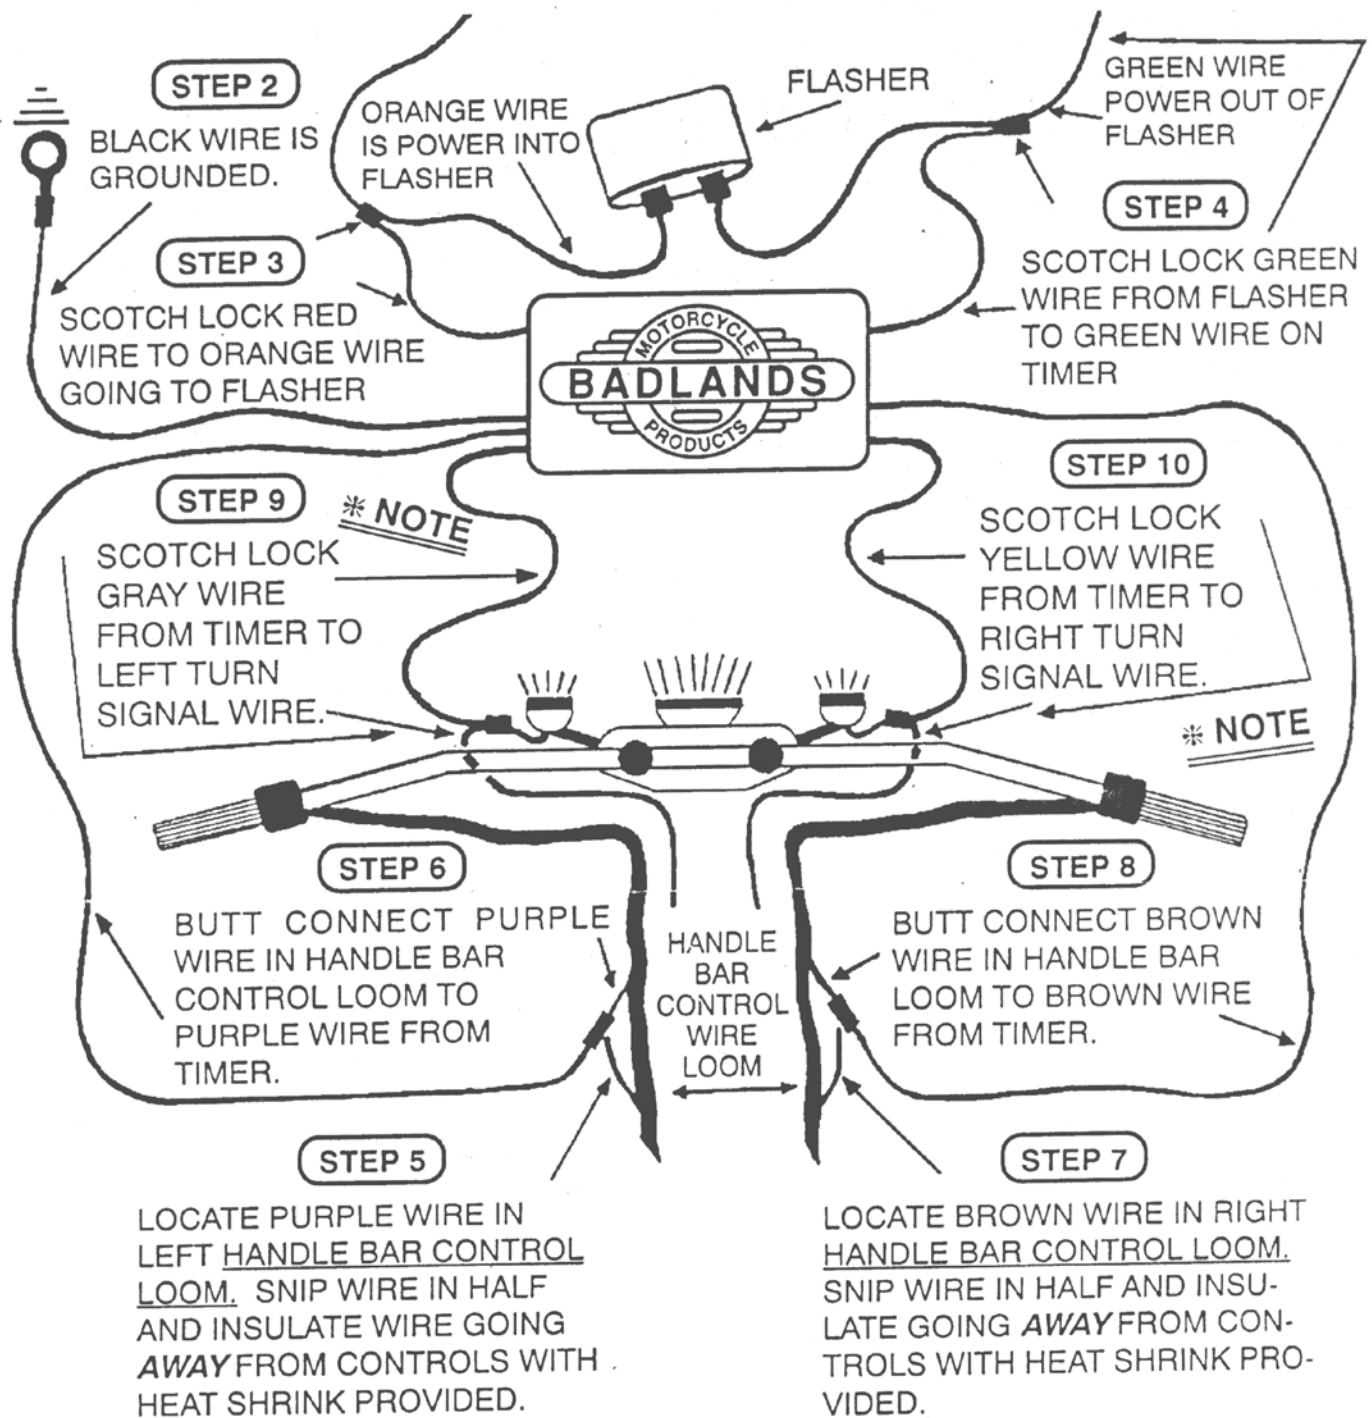 STEP 2
BLACK WIRE IS
GROUNDED.
ORANGE WIRE
IS POWER INTO
FLASHER
FLASHER
GREEN WIRE
POWER OUT OF
FLASHER
STEP 3
SCOTCH LOCK RED
WIRE TO ORANGE WIRE
GOING TO FLASHER
STEP 4
SCOTCH LOCK GREEN
WIRE FROM FLASHER
TO GREEN WIRE ON
TIMER
MOTORCYCLE
BADLANDS
PRODUCTS
STEP 9
※ NOTE
SCOTCH LOCK
GRAY WIRE
FROM TIMER TO
LEFT TURN
SIGNAL WIRE.
STEP 10
SCOTCH LOCK
YELLOW WIRE
FROM TIMER TO
RIGHT TURN
SIGNAL WIRE.
※ NOTE
STEP 6
BUTT CONNECT PURPLE
WIRE IN HANDLE BAR
CONTROL LOOM TO
PURPLE WIRE FROM
TIMER.
HANDLE
BAR
CONTROL
WIRE
LOOM
STEP 8
BUTT CONNECT BROWN
WIRE IN HANDLE BAR
LOOM TO BROWN WIRE
FROM TIMER.
STEP 5
LOCATE PURPLE WIRE IN
LEFT HANDLE BAR CONTROL
LOOM. SNIP WIRE IN HALF
AND INSULATE WIRE GOING
AWAY FROM CONTROLS WITH
HEAT SHRINK PROVIDED.
STEP 7
LOCATE BROWN WIRE IN RIGHT
HANDLE BAR CONTROL LOOM.
SNIP WIRE IN HALF AND INSU-
LATE GOING AWAY FROM CON-
TROLS WITH HEAT SHRINK PRO-
VIDED.